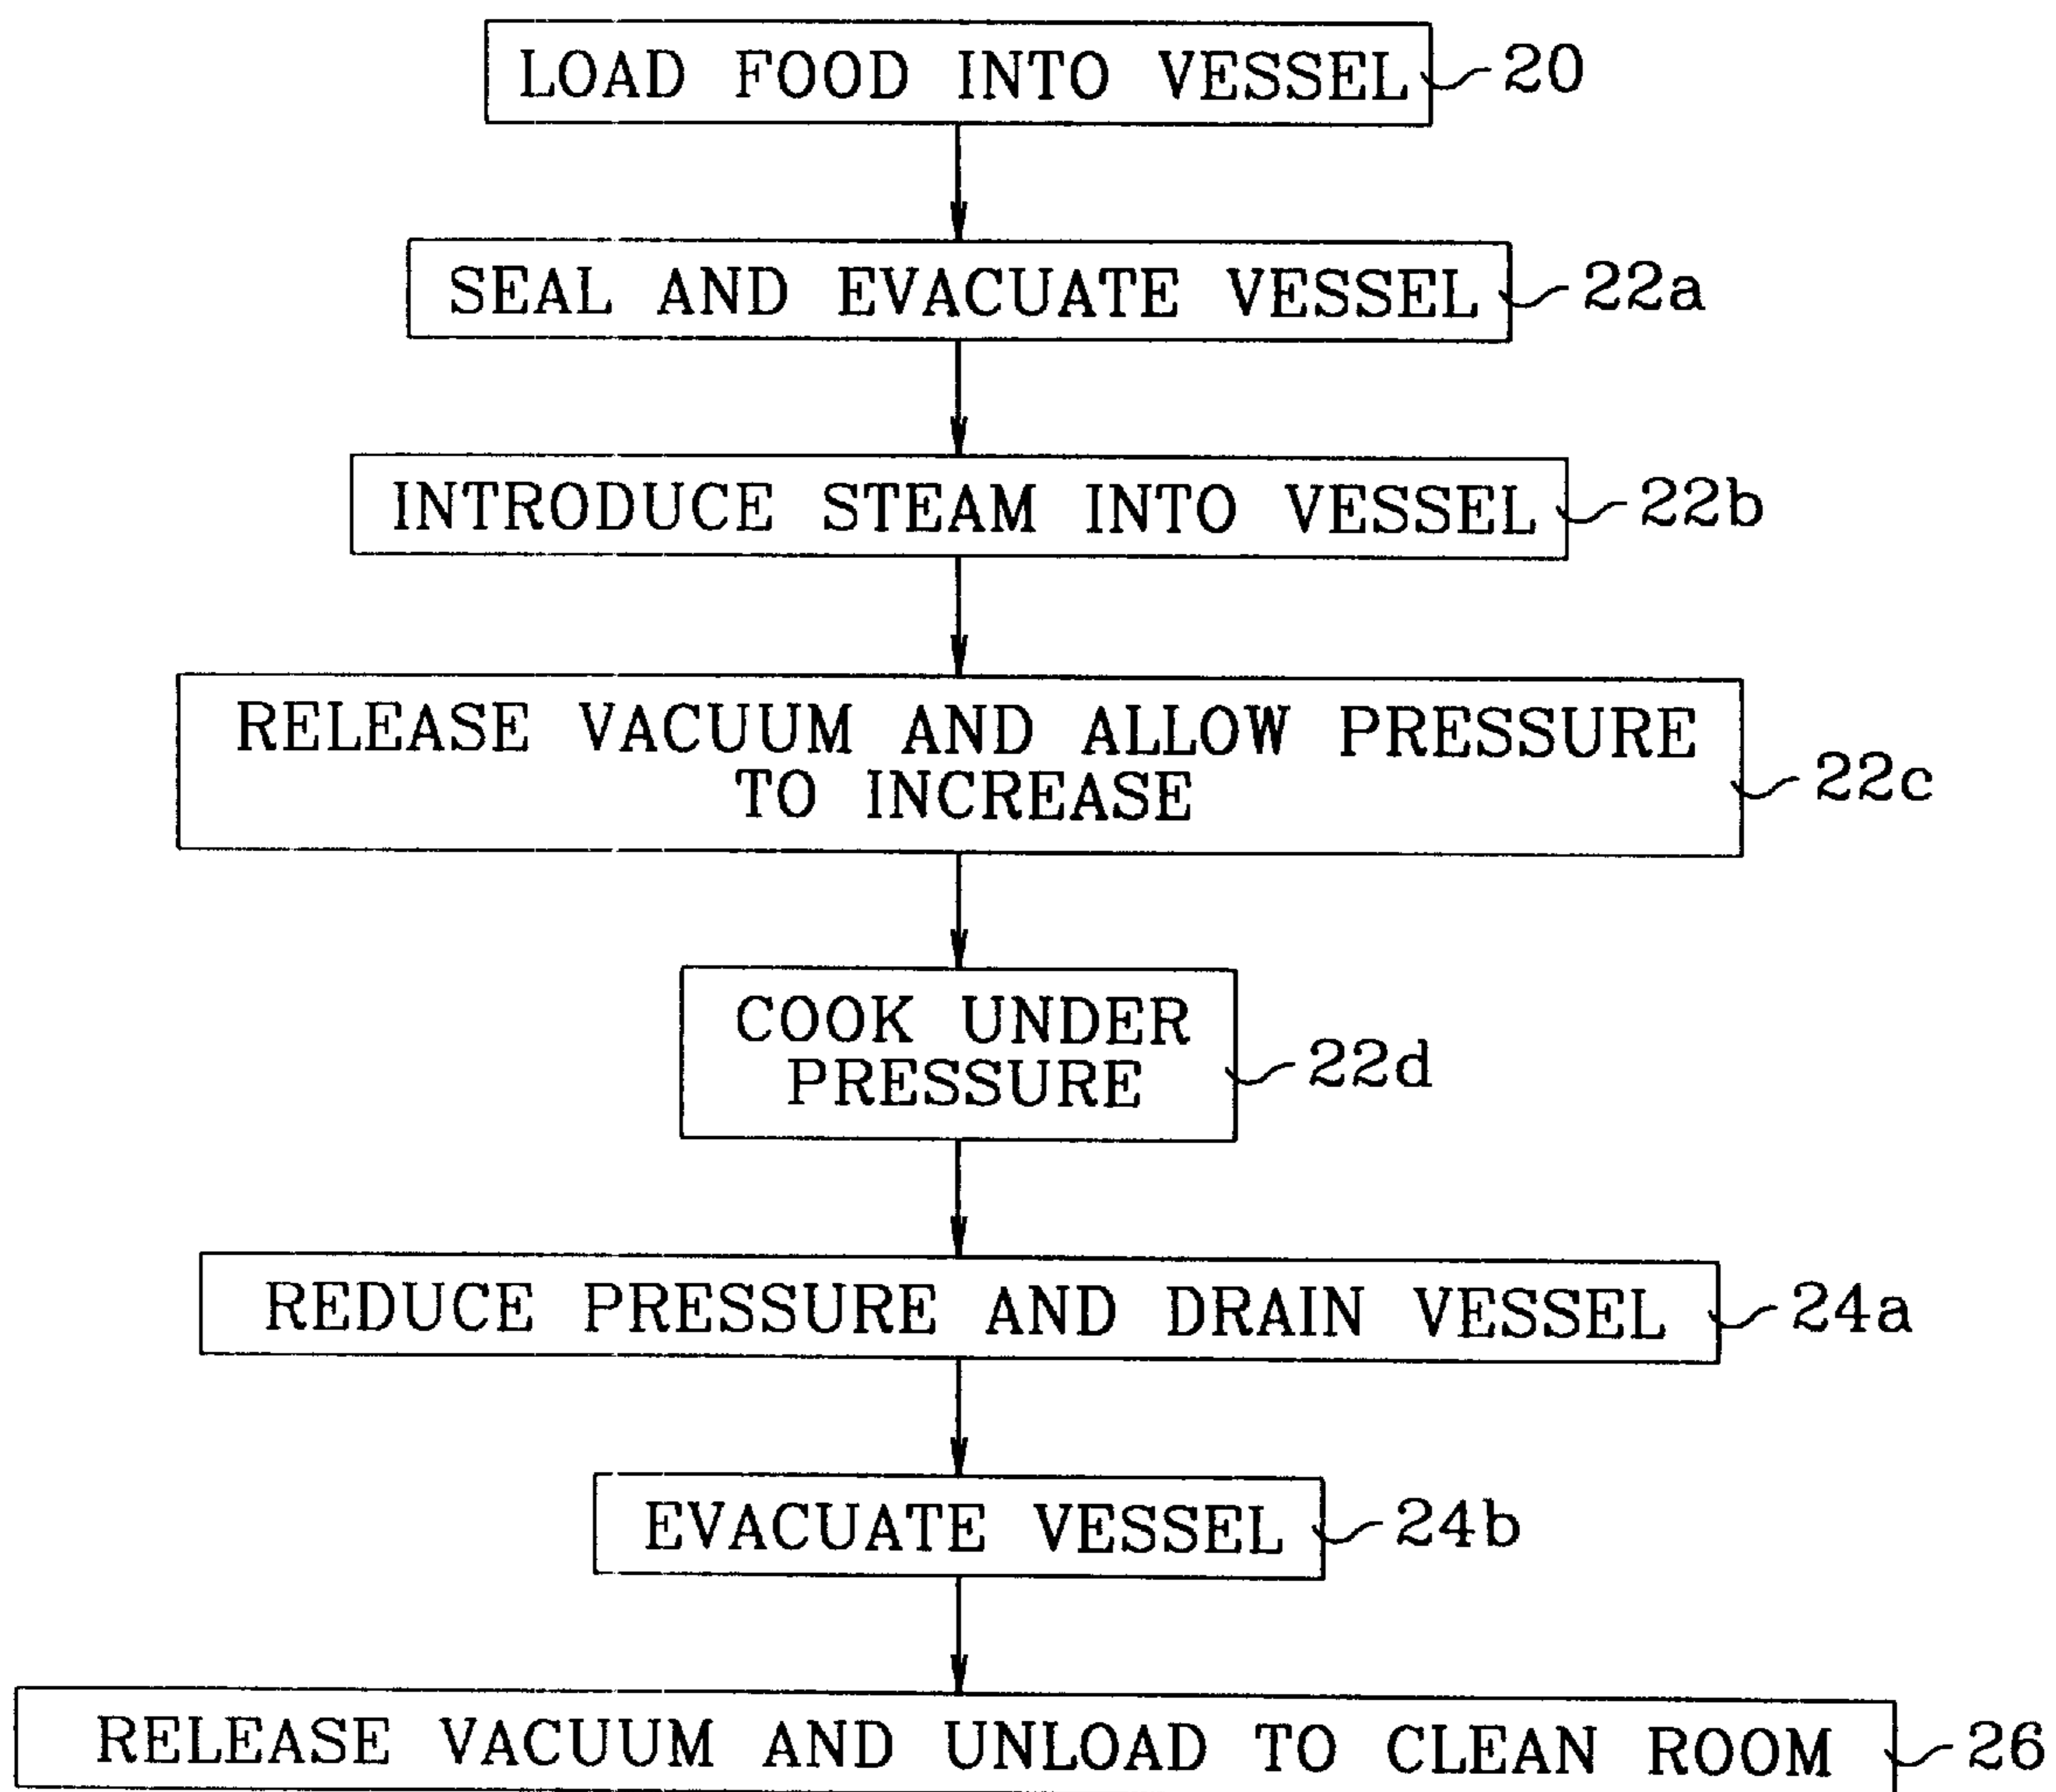 LOAD FOOD INTO VESSEL 20
SEAL AND EVACUATE VESSEL 22a
INTRODUCE STEAM INTO VESSEL 22b
RELEASE VACUUM AND ALLOW PRESSURE
TO INCREASE 22c
COOK UNDER
PRESSURE 22d
REDUCE PRESSURE AND DRAIN VESSEL 24a
EVACUATE VESSEL 24b
RELEASE VACUUM AND UNLOAD TO CLEAN ROOM 26